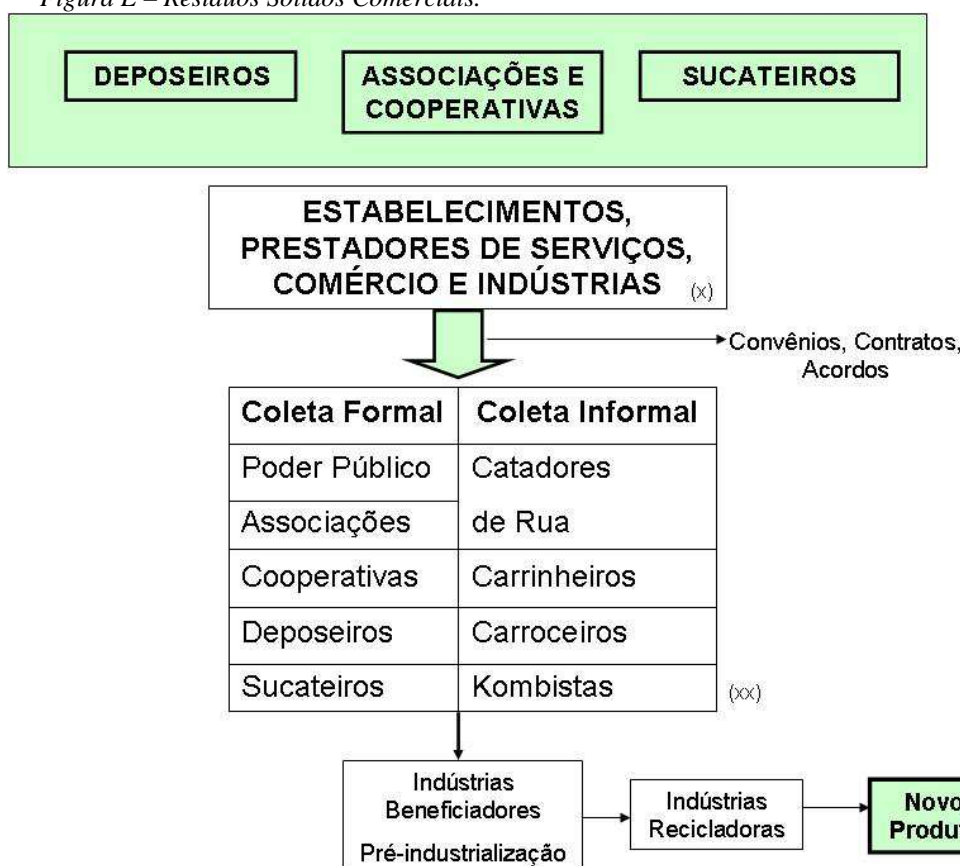 Figura E – Resíduos Sólidos Comerciais.
DEPOSEIROS
ASSOCIAÇÕES E
COOPERATIVAS
SUCATEIROS
ESTABELECIMENTOS,
PRESTADORES DE SERVIÇOS,
COMÉRCIO E INDÚSTRIAS (x)
Convênios, Contratos,
Acordos
Coleta Formal Coleta Informal
Poder Público Catadores
Associações de Rua
Cooperativas Carrinheiros
Deposeiros Carroceiros
Sucateiros Kombistas (xx)
Indústrias
Beneficiadores
Pré-industrialização
Indústrias
Recicladoras